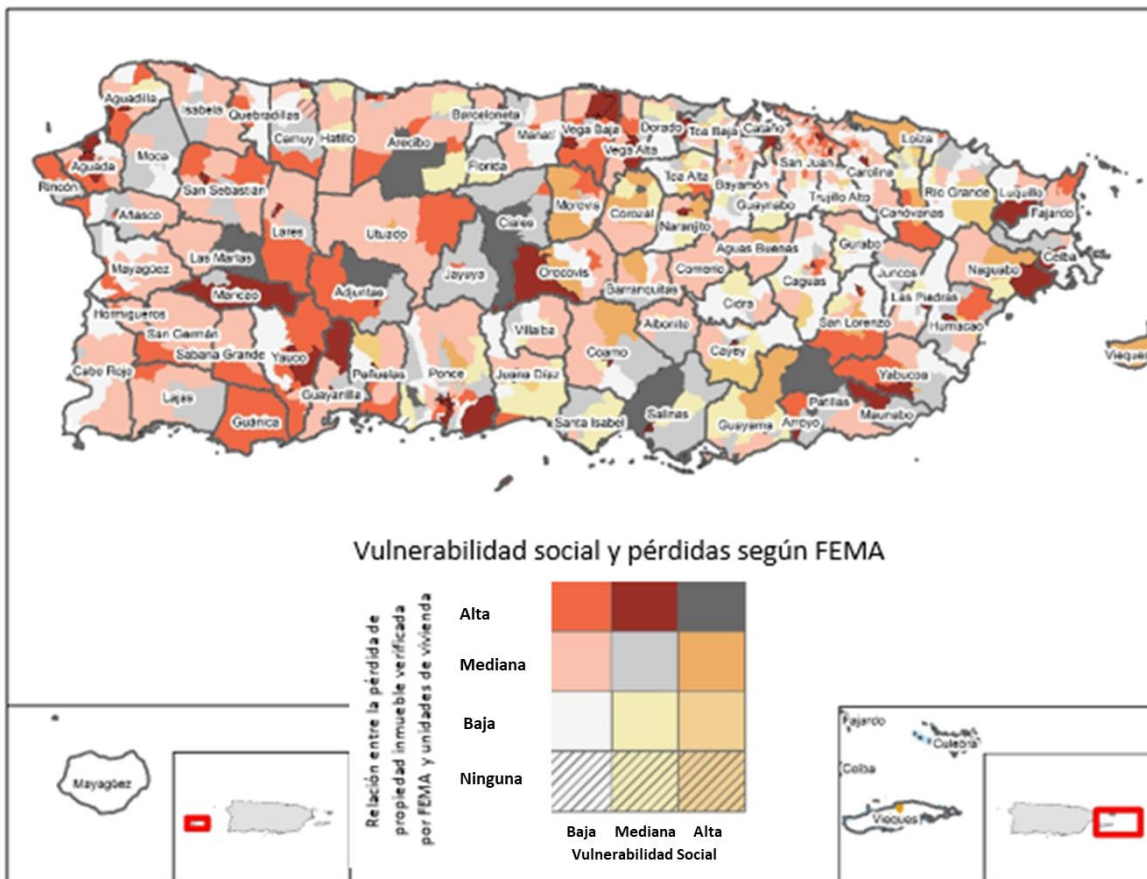 Aguadilla
Isabela
Quebradillas
Camuy
Hatillo
Arecibo
Barceloneta
Manatí
Vega Baja
Vega Alta
Dorado
Toa Baja
Cataño
San Juan
Loiza
Carolina
Rio Grande
Luquillo
Fajardo
Aguada
Moca
Rincón
San Sebastián
Florida
Toa Alta
Bayamón
Guaynabo
Trujillo Alto
Canóvanas
Añasco
Lares
Utuado
Ciales
Morovis
Corozal
Naranjito
Aguas Buenas
Gurabo
Ceiba
Las Marías
Mayagüez
Maricao
Adjuntas
Jayuya
Orocovis
Barranquitas
Comerío
Caguas
Juncos
Naguabo
Hormigueros
San Germán
Sabana Grande
Yauco
Villalba
Cidra
Las Piedras
Aibonito
San Lorenzo
Humacao
Cabo Rojo
Lajas
Guánica
Guayanilla
Peñuelas
Ponce
Juana Díaz
Coamo
Cayey
Yabucoa
Vieques
Santa Isabel
Salinas
Guayama
Arroyo
Patillas
Maunabo
Vulnerabilidad social y pérdidas según FEMA
Relación entre la pérdida de
propiedad inmueble verificada
por FEMA y unidades de vivienda
Alta
Mediana
Baja
Ninguna
Baja
Mediana
Alta
Vulnerabilidad Social
Mayagüez
Fajardo
Culebra
Ceiba
Vieques